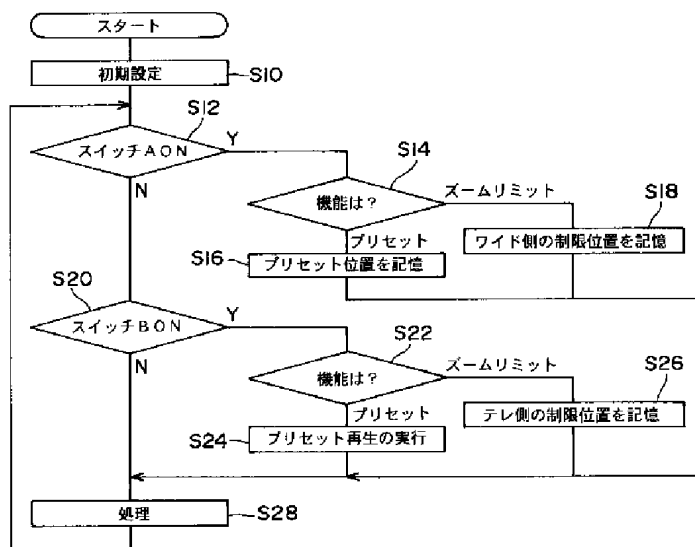 スタート
初期設定
S10
S12
スイッチAON
Y
N
S14
機能は?
ズームリミット
S18
プリセット
ワイド側の制限位置を記憶
S16
プリセット位置を記憶
S20
スイッチBON
Y
N
S22
機能は?
ズームリミット
S26
プリセット
テレ側の制限位置を記憶
S24
プリセット再生の実行
処理
S28